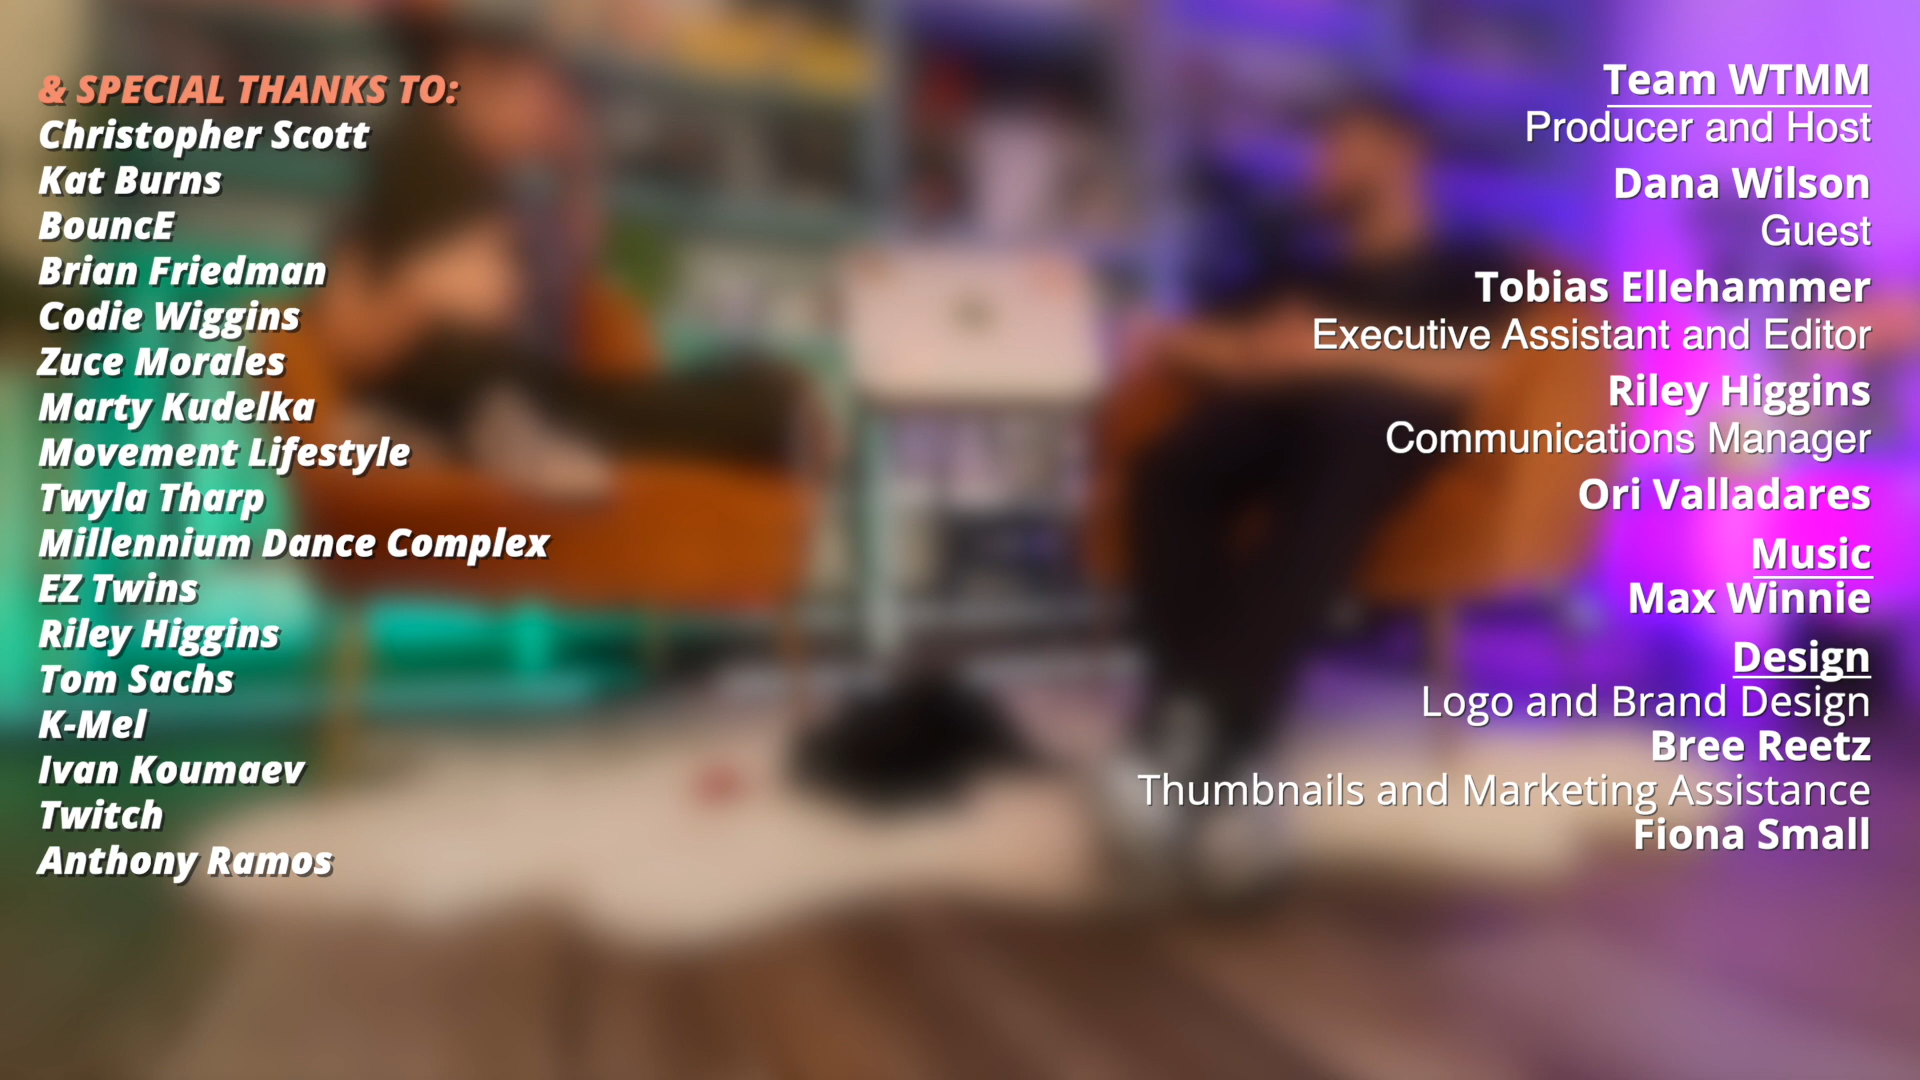 & SPECIAL THANKS TO:
Christopher Scott
Kat Burns
BouncE
Brian Friedman
Codie Wiggins
Zuce Morales
Marty Kudelka
Movement Lifestyle
Twyla Tharp
Millennium Dance Complex
EZ Twins
Riley Higgins
Tom Sachs
K-Mel
Ivan Koumaev
Twitch
Anthony Ramos
Team WTMM
Producer and Host
Dana Wilson
Guest
Tobias Ellehammer
Executive Assistant and Editor
Riley Higgins
Communications Manager
Ori Valladares
Music
Max Winnie
Design
Logo and Brand Design
Bree Reetz
Thumbnails and Marketing Assistance
Fiona Small